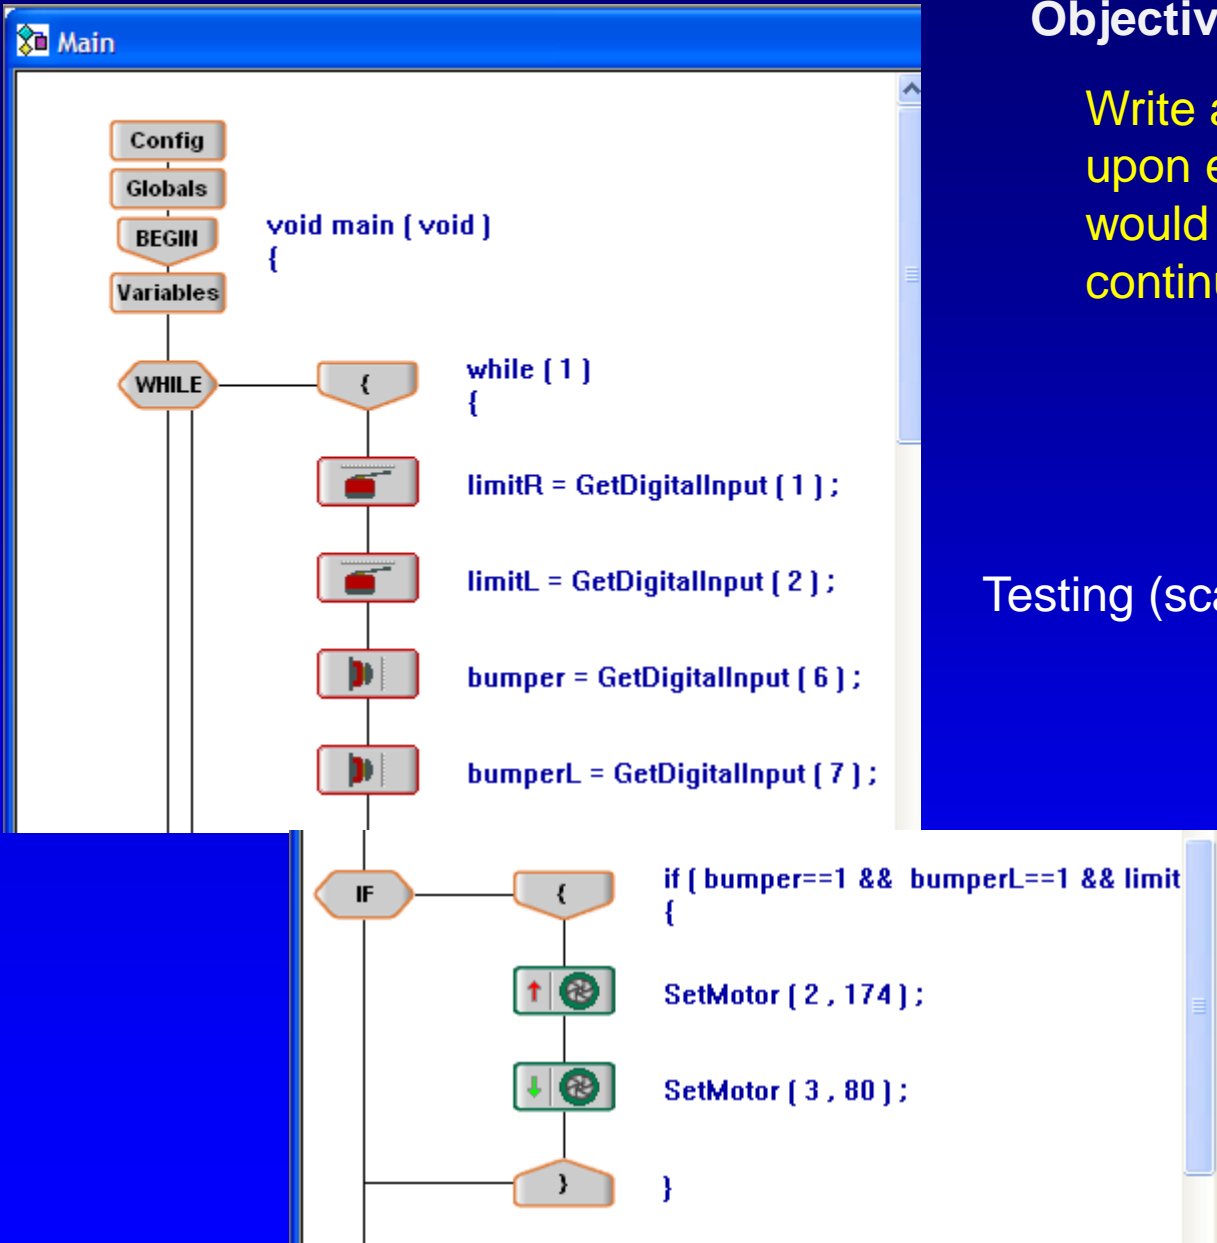 Main
Objectiv
Write a
upon e
would
continu
Testing (sca
Config
Globals
BEGIN
void main ( void )
{
Variables
WHILE
{
while ( 1 )
{
limitR = GetDigitalInput ( 1 ) ;
limitL = GetDigitalInput ( 2 ) ;
bumper = GetDigitalInput ( 6 ) ;
bumperL = GetDigitalInput ( 7 ) ;
IF
{
if ( bumper==1 && bumperL==1 && limit
{
SetMotor ( 2 , 174 ) ;
SetMotor ( 3 , 80 ) ;
}
}